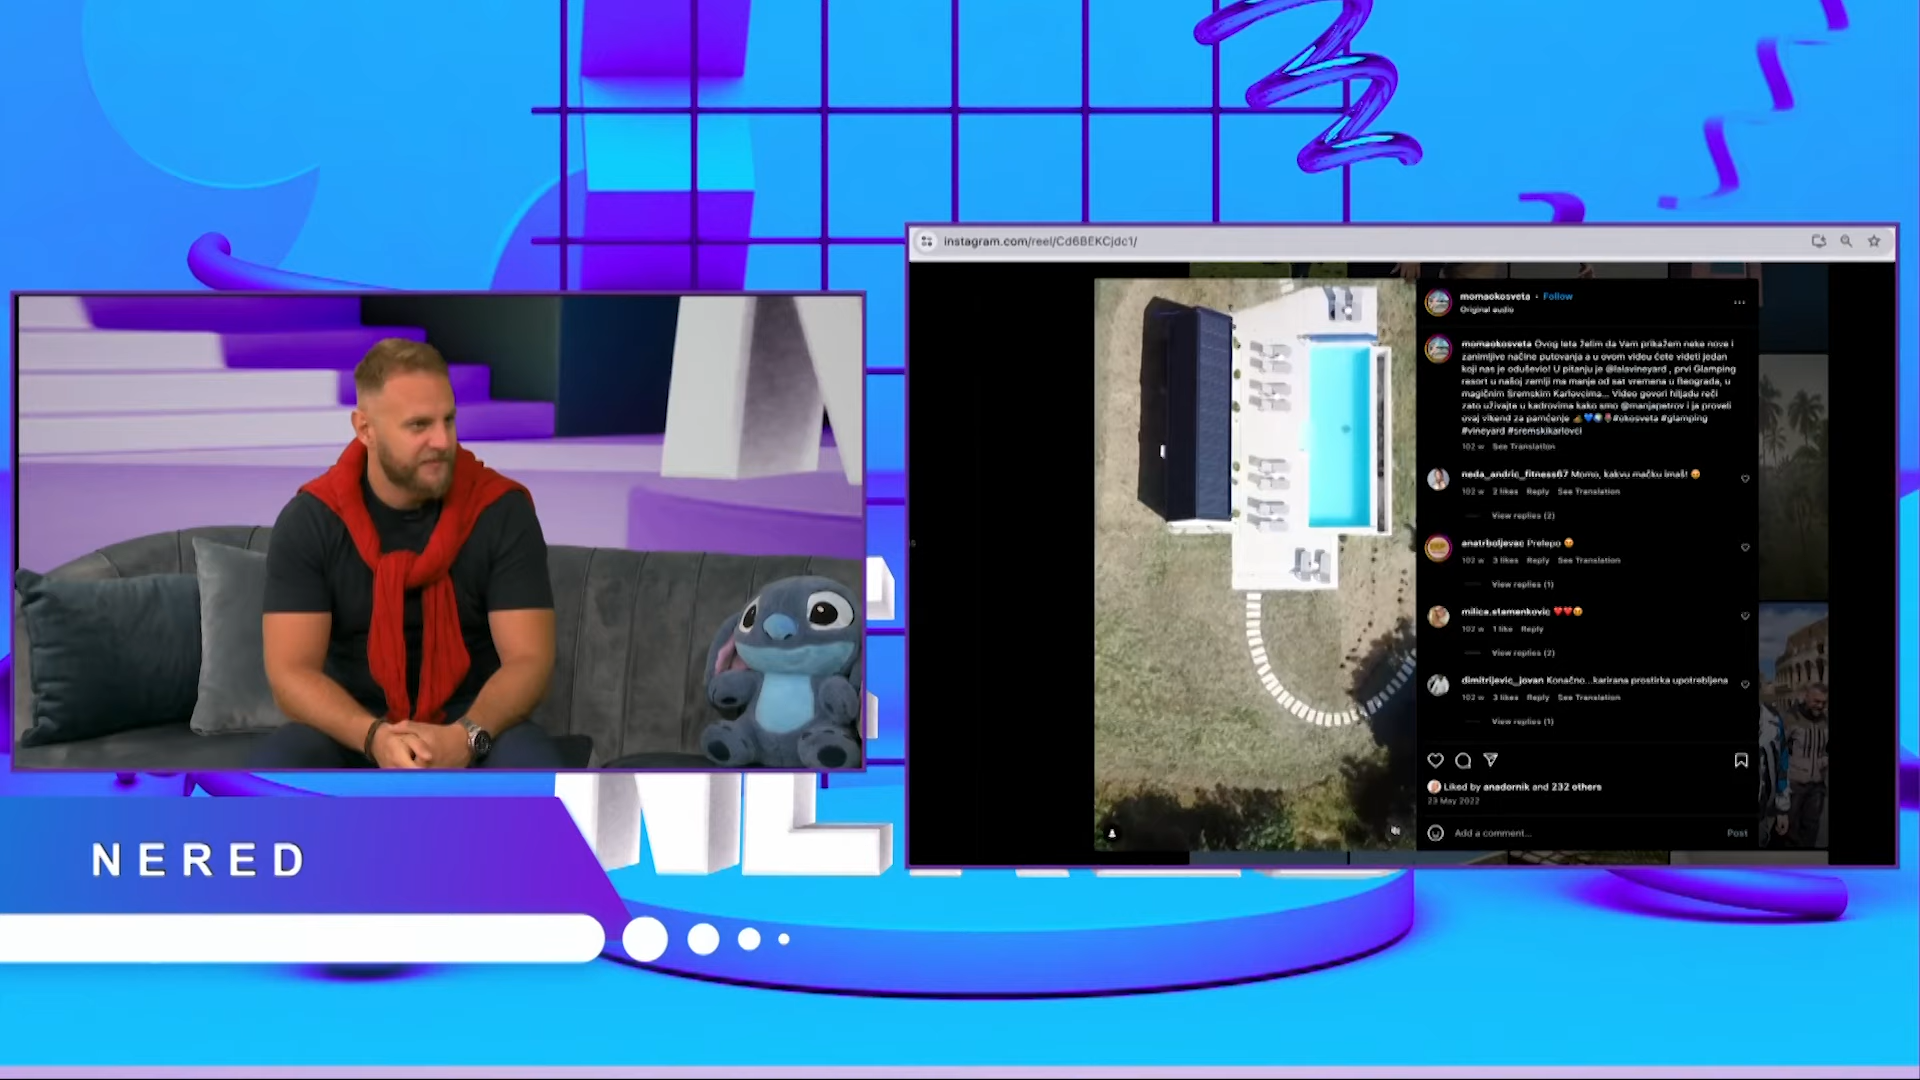 instagram.com/reel/Cd6BEKCjdc1/
momaokosveta • Follow
Original audio
momaokosveta Ovog leta želim da Vam prikažem neke nove i
zanimljive načine putovanja a u ovom videu ćete videti jedan
koji nas je oduševio! U pitanju je @lalavineyard , prvi Glamping
resort u našoj zemlji na manje od sat vremena u Beograda, u
magičnim Sremskim Karlovcima... Video govori hiljadu reči
zato uživajte u kadrovima kako smo @manjapetrov i ja proveli
ovaj vikend za pamćenje #okosveta #glamping
#vineyard #sremskikarlovci
102 w See Translation
neda_andric_fitness67 Momo, kakvu mačku imaš! 😍
102 w 2 likes Reply See Translation
View replies (2)
anatrboljevac Prelepo 😍
102 w 3 likes Reply See Translation
View replies (1)
milica.stamenkovic ❤️❤️😍
102 w 1 like Reply
View replies (2)
dimitrijevic_jovan Konačno...karirana prostirka upotrebljena
102 w 3 likes Reply See Translation
View replies (1)
Liked by anadornik and 232 others
23 May 2022
Add a comment...
Post
NERED